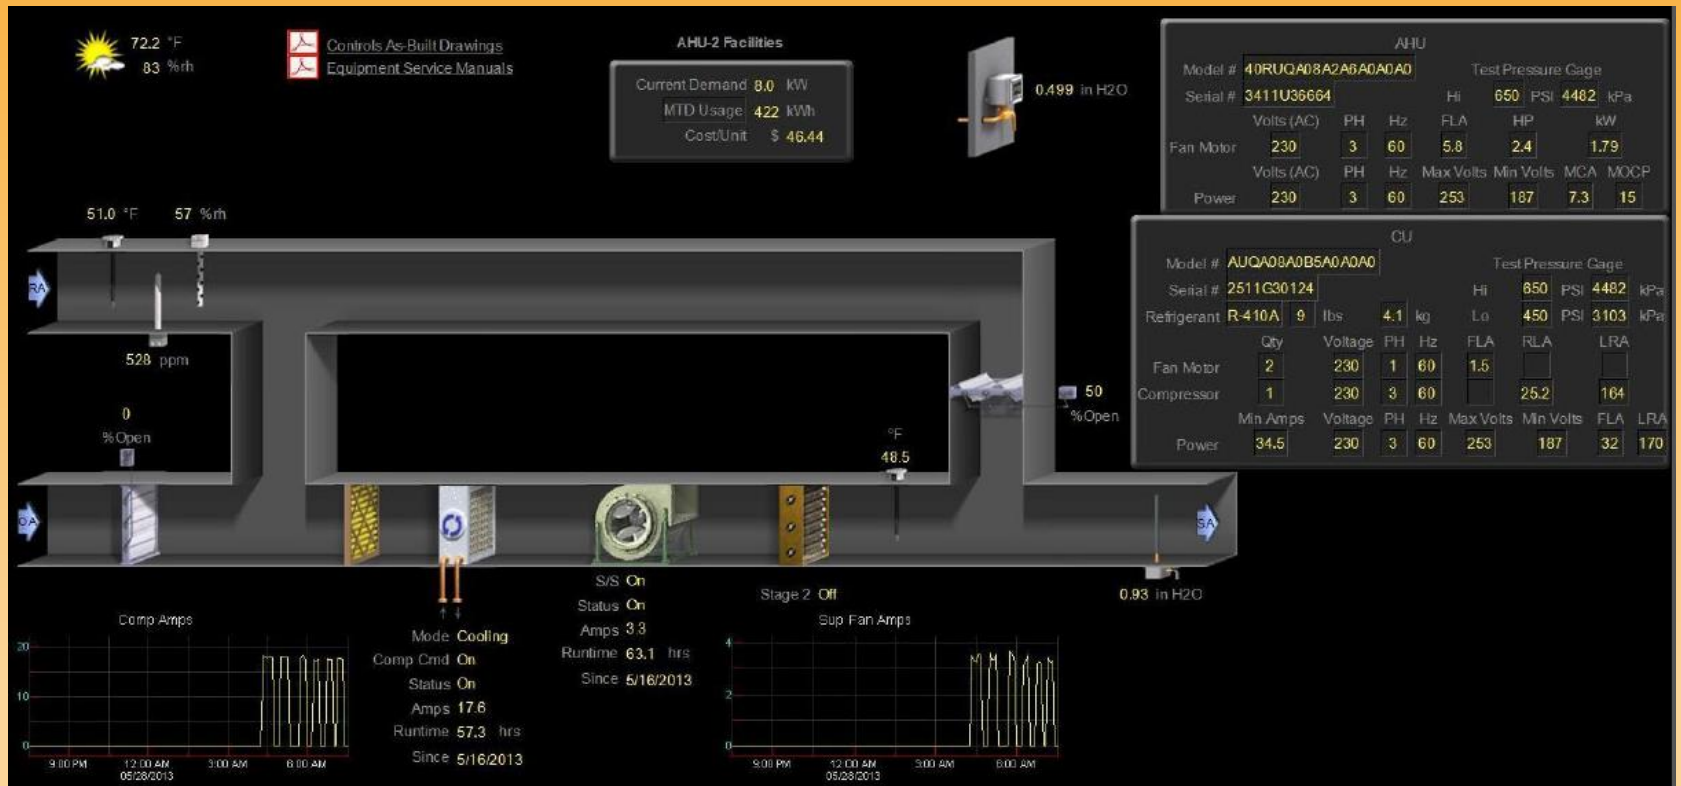 72.2 °F
83 %rh
Controls As-Built Drawings
Equipment Service Manuals
AHU-2 Facilities
Current Demand 8.0 kW
MTD Usage 422 kWh
Cost/Unit $ 46.44
0.499 in H2O
AHU
Model # 40RUQA08A2A6A0A0A0 Test Pressure Gage
Serial # 3411U36664 Hi 650 PSI 4482 kPa
Volts (AC) PH Hz FLA HP kW
Fan Motor 230 3 60 5.8 2.4 1.79
Volts (AC) PH Hz Max Volts Min Volts MCA MOCP
Power 230 3 60 253 187 7.3 15
CU
Model # AUQA08A0B5A0A0A0 Test Pressure Gage
Serial # 2511G30124 Hi 650 PSI 4482 kPa
Refrigerant R-410A 9 lbs 4.1 kg Lo 450 PSI 3103 kPa
Qty Voltage PH Hz FLA RLA LRA
Fan Motor 2 230 1 60 1.5
Compressor 1 230 3 60 25.2 164
Min Amps Voltage PH Hz Max Volts Min Volts FLA LRA
Power 34.5 230 3 60 253 187 32 170
51.0 °F 57 %rh
RA
528 ppm
0
%Open
50
%Open
°F
48.5
OA
SA
0.93 in H2O
S/S On
Status On
Amps 3.3
Runtime 63.1 hrs
Since 5/16/2013
Stage 2 Off
Mode Cooling
Comp Cmd On
Status On
Amps 17.6
Runtime 57.3 hrs
Since 5/16/2013
Comp Amps
20
10
0
9:00 PM 12:00 AM 3:00 AM 6:00 AM
05/28/2013
Sup Fan Amps
4
2
0
9:00 PM 12:00 AM 3:00 AM 6:00 AM
05/28/2013